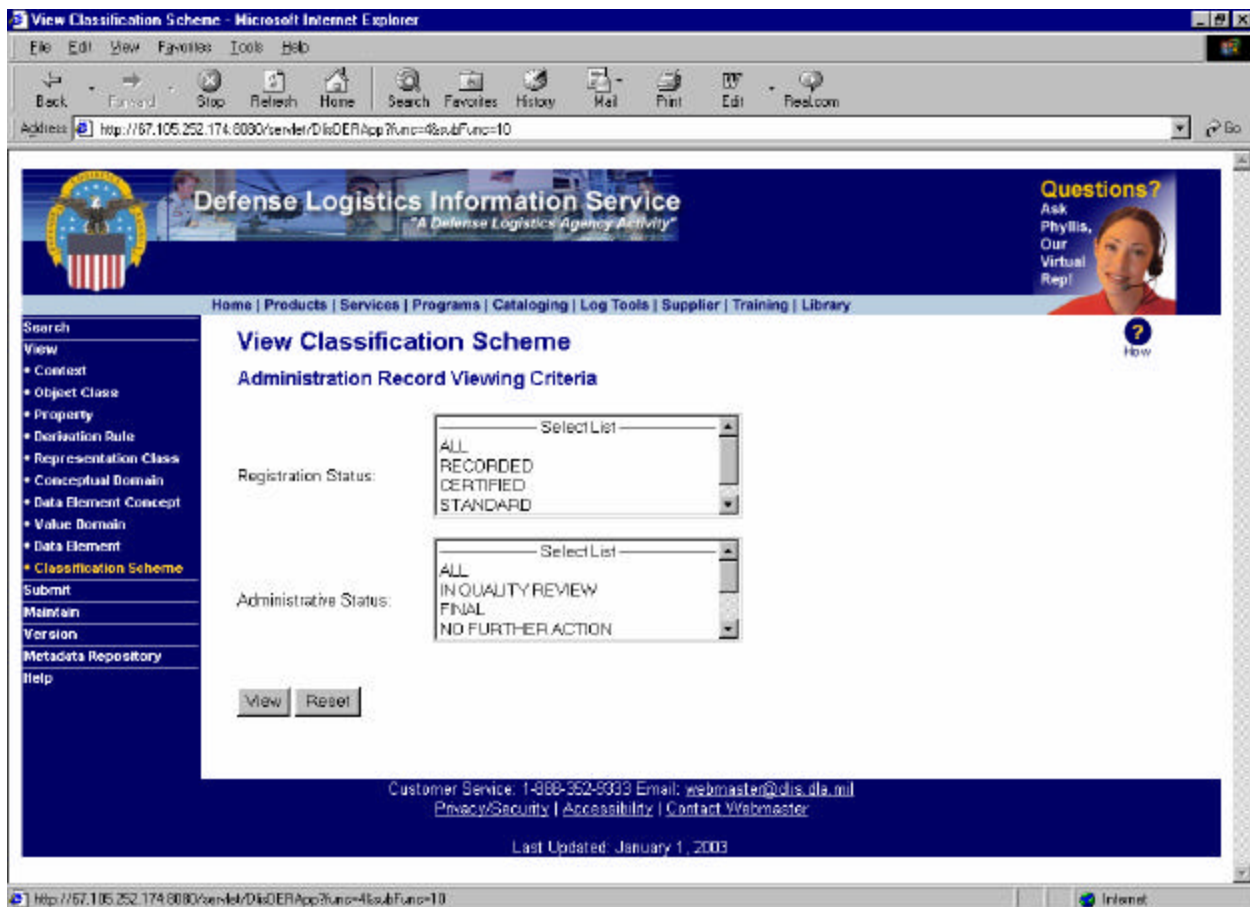 View Classification Scheme - Microsoft Internet Explorer
File Edit View Favorites Tools Help
Back Forward Stop Refresh Home Search Favorites History Mail Print Edit Real.com
Address http://67.105.252.174:8080/servlet/DlisDERApp?func=4&subFunc=10 Go
Defense Logistics Information Service
"A Defense Logistics Agency Activity"
Questions?
Ask
Phyllis,
Our
Virtual
Rep!
Home | Products | Services | Programs | Cataloging | Log Tools | Supplier | Training | Library
Search
View
• Context
• Object Class
• Property
• Derivation Rule
• Representation Class
• Conceptual Domain
• Data Element Concept
• Value Domain
• Data Element
• Classification Scheme
Submit
Maintain
Version
Metadata Repository
Help
View Classification Scheme
?
How
Administration Record Viewing Criteria
Registration Status:
Select List
ALL
RECORDED
CERTIFIED
STANDARD
Administrative Status:
Select List
ALL
IN QUALITY REVIEW
FINAL
NO FURTHER ACTION
View Reset
Customer Service: 1-888-352-9333 Email: webmaster@dlis.dla.mil
Privacy/Security | Accessibility | Contact Webmaster
Last Updated: January 1, 2003
http://67.105.252.174:8080/servlet/DlisDERApp?func=4&subFunc=10 Internet